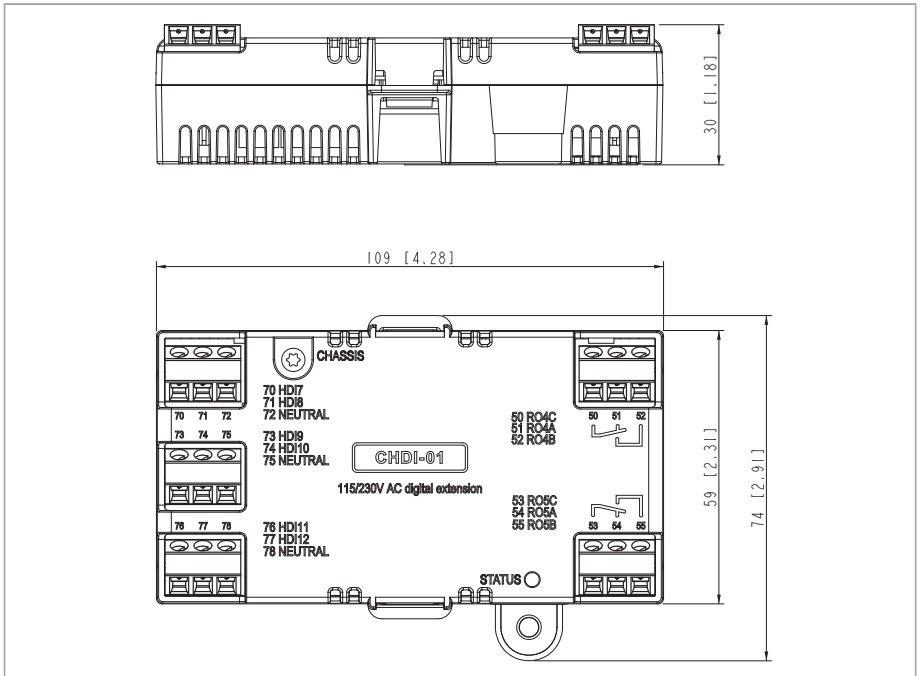 30 [1.18]
109 [4.28]
CHASSIS
70 HDI7
71 HDI8
72 NEUTRAL
70 71 72
73 74 75
73 HDI9
74 HDI10
75 NEUTRAL
CHDI-01
115/230V AC digital extension
50 RO4C
51 RO4A
52 RO4B
50 51 52
53 RO5C
54 RO5A
55 RO5B
53 54 55
76 77 78
76 HDI11
77 HDI12
78 NEUTRAL
STATUS
59 [2.31]
74 [2.91]